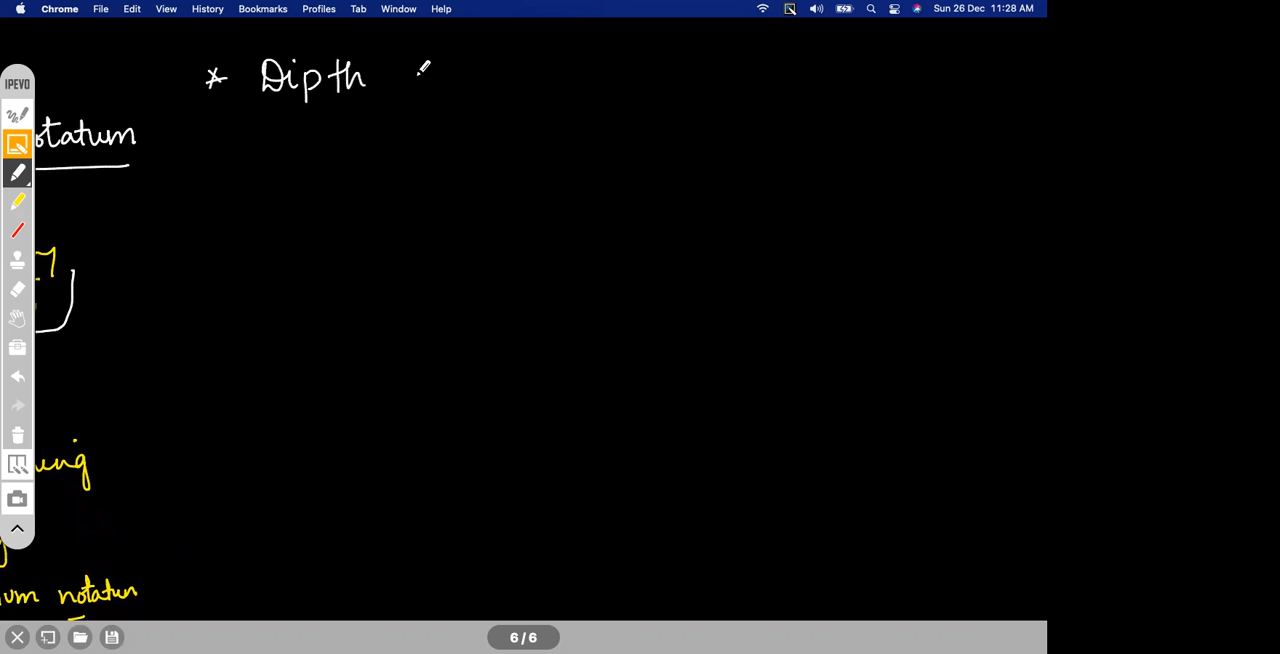 Chrome File Edit View History Bookmarks Profiles Tab Window Help Sun 26 Dec 11:28 AM
IPEVO
* Dipth
otatum
ung
um notatun
6 / 6